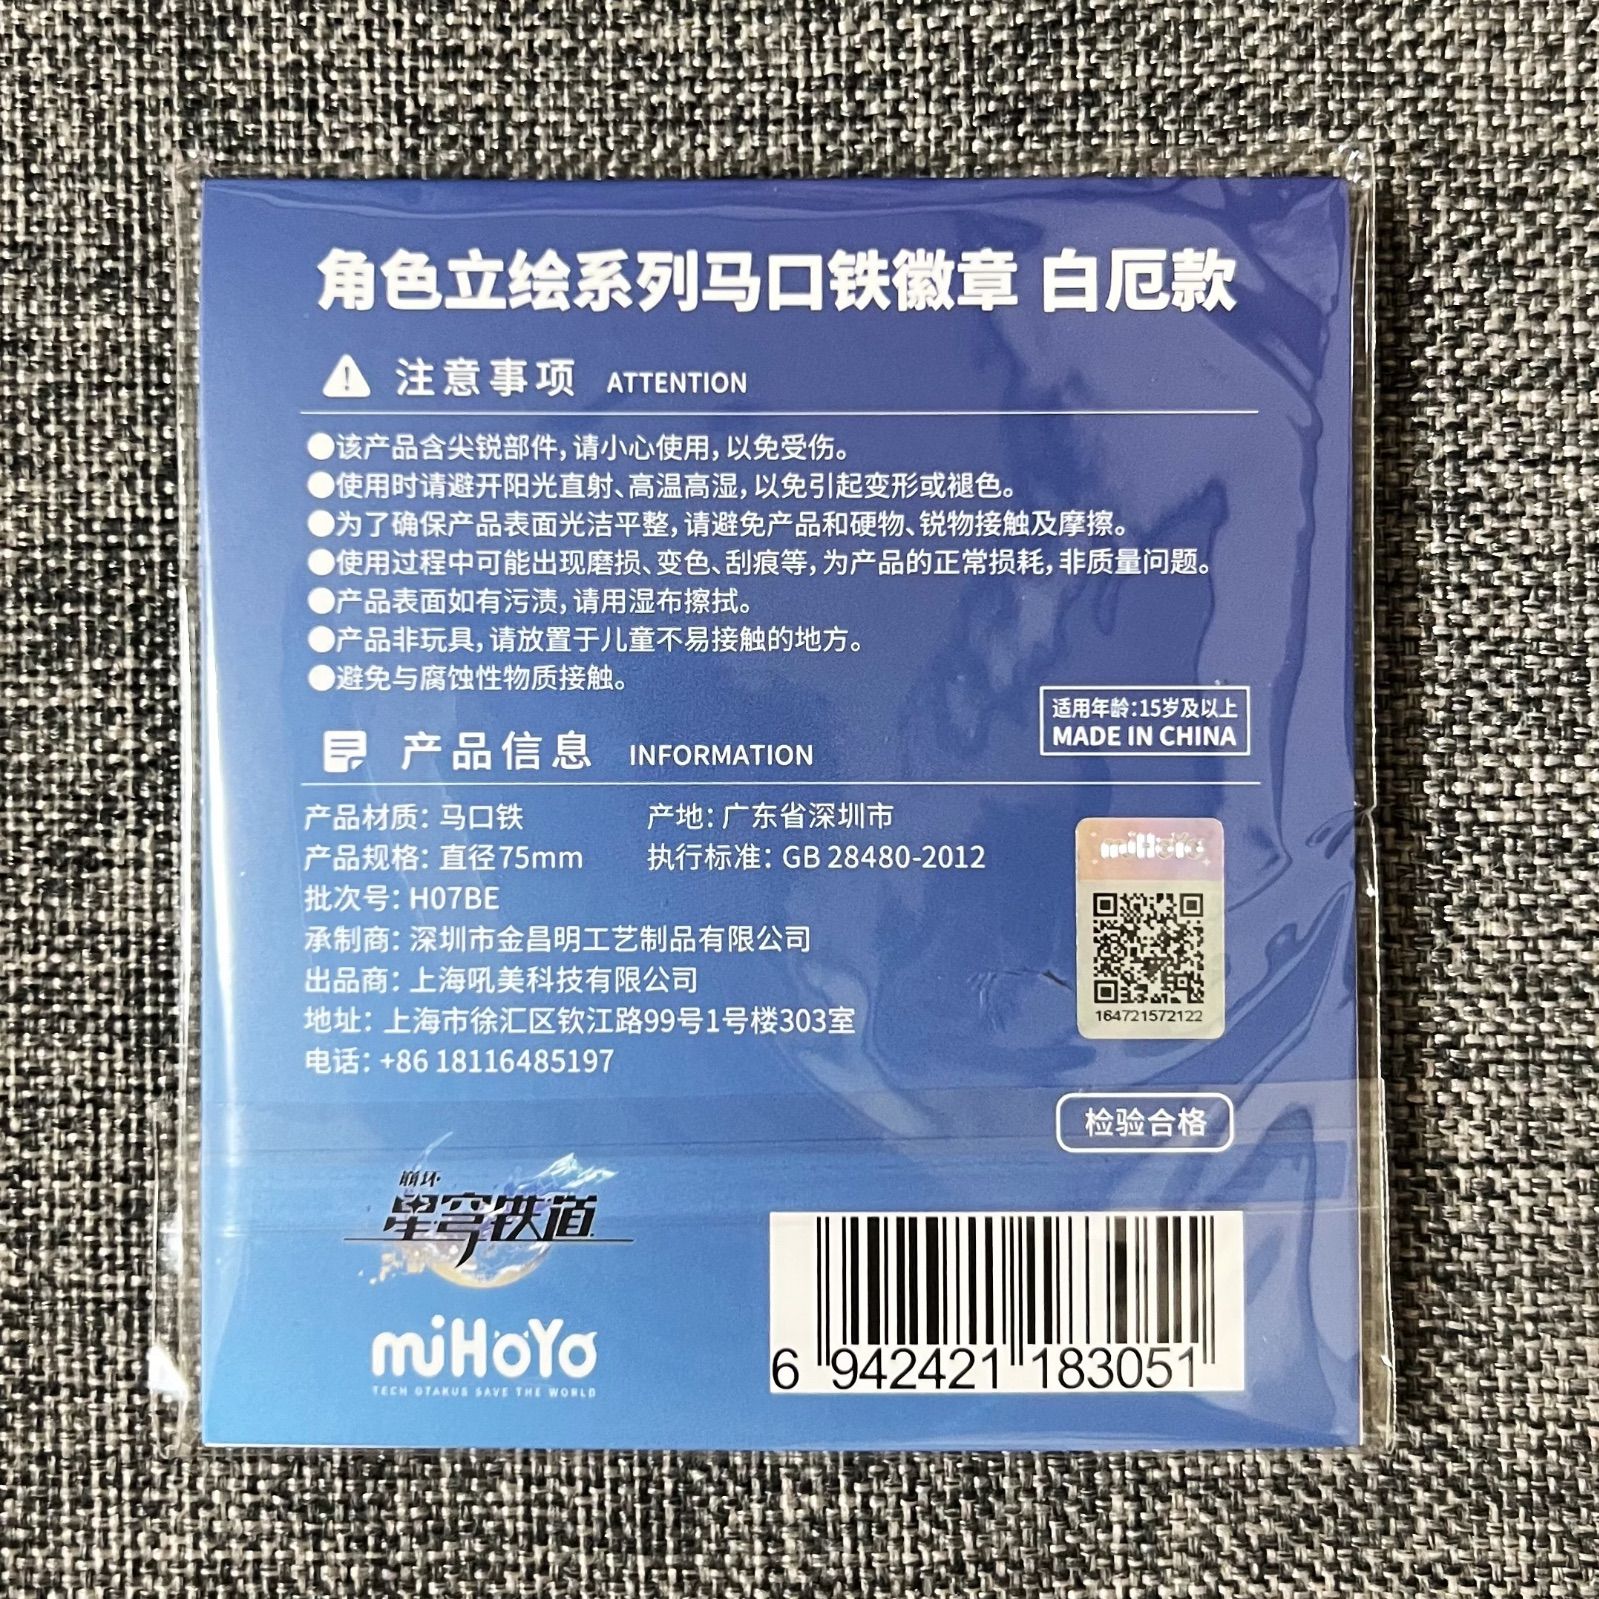 角色立绘系列马口铁徽章 白厄款
注意事项 ATTENTION
●该产品含尖锐部件,请小心使用,以免受伤。
●使用时请避开阳光直射、高温高湿,以免引起变形或褪色。
●为了确保产品表面光洁平整,请避免产品和硬物、锐物接触及摩擦。
●使用过程中可能出现磨损、变色、刮痕等,为产品的正常损耗,非质量问题。
●产品表面如有污渍,请用湿布擦拭。
●产品非玩具,请放置于儿童不易接触的地方。
●避免与腐蚀性物质接触。
适用年龄:15岁及以上
MADE IN CHINA
产品信息 INFORMATION
产品材质: 马口铁 产地: 广东省深圳市
产品规格: 直径75mm 执行标准: GB 28480-2012
批次号: H07BE
承制商: 深圳市金昌明工艺制品有限公司
出品商: 上海吼美科技有限公司
地址: 上海市徐汇区钦江路99号1号楼303室
电话: +86 18116485197
miHoYo
164721572122
检验合格
崩坏
星穹铁道
miHoYo
TECH OTAKUS SAVE THE WORLD
6 942421 183051